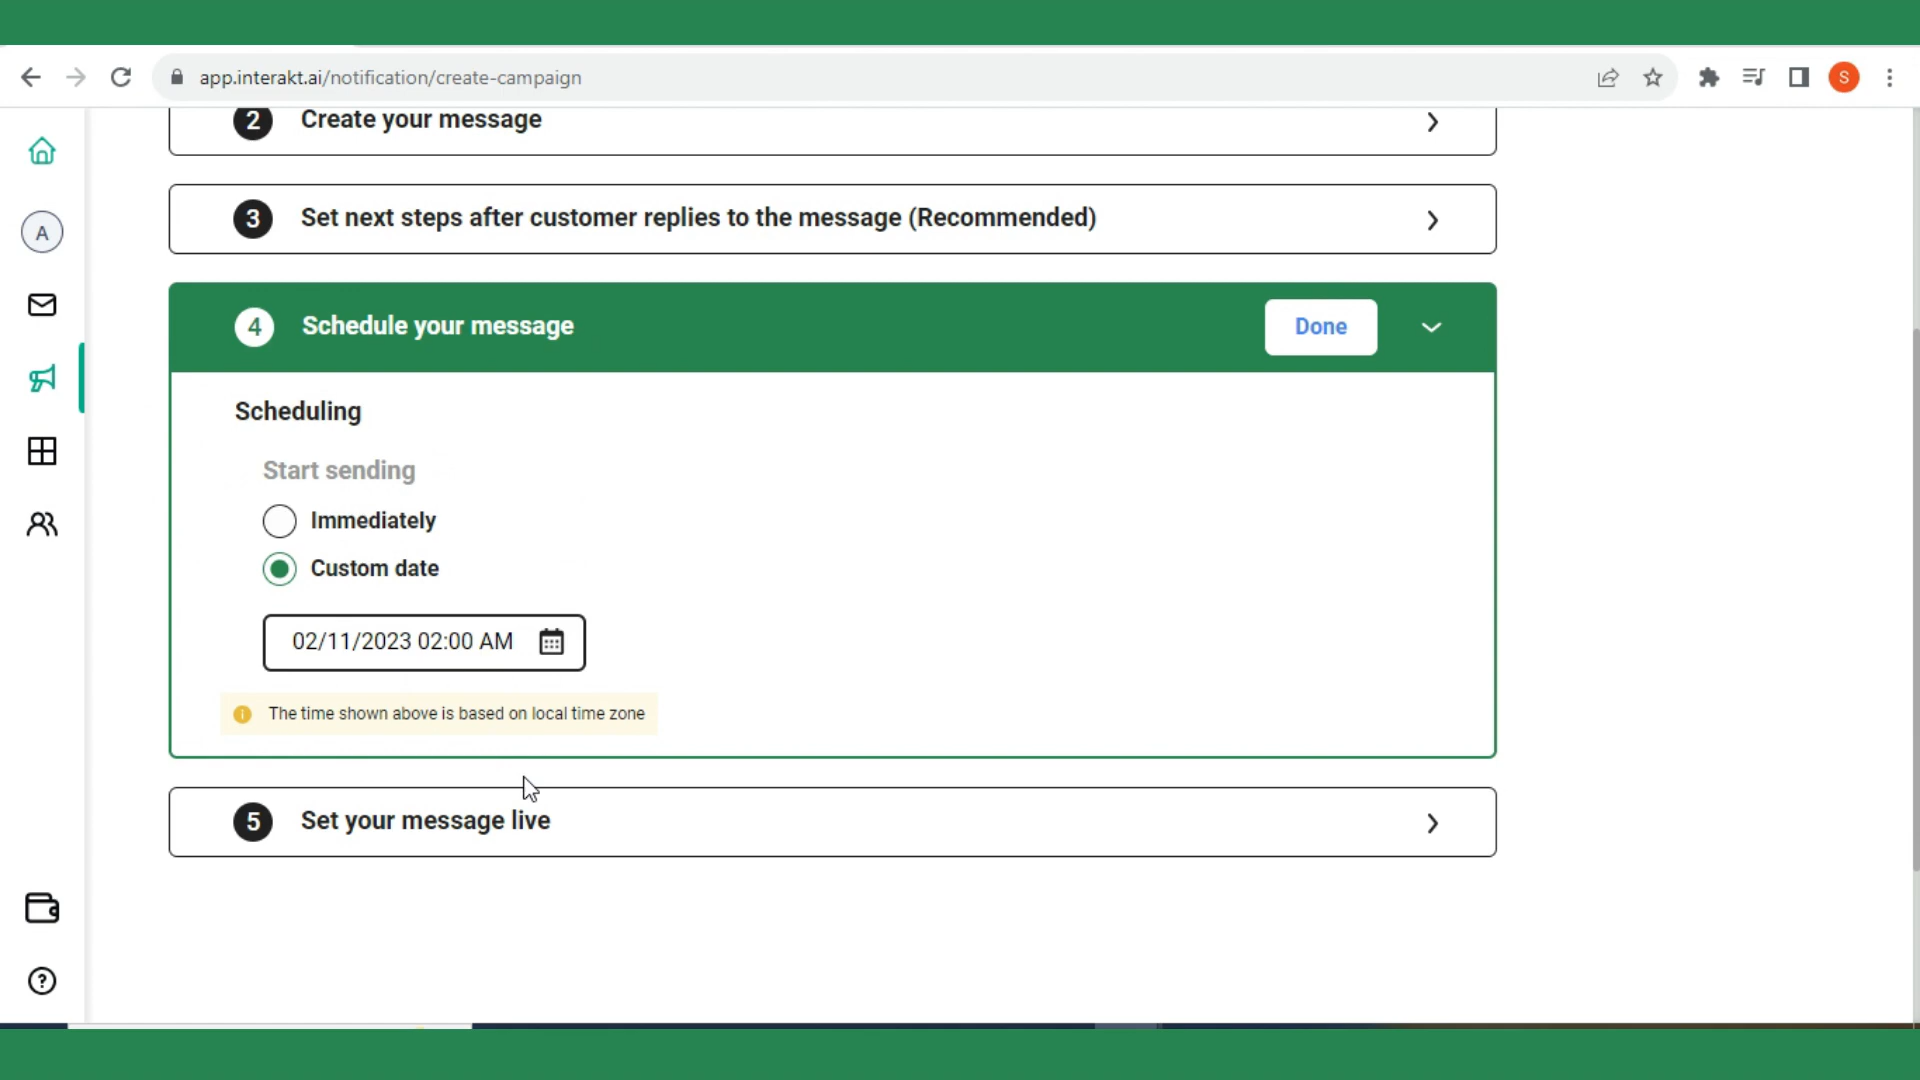 app.interakt.ai/notification/create-campaign
S
2 Create your message
A
3 Set next steps after customer replies to the message (Recommended)
4 Schedule your message Done
Scheduling
Start sending
Immediately
Custom date
02/11/2023 02:00 AM
The time shown above is based on local time zone
5 Set your message live